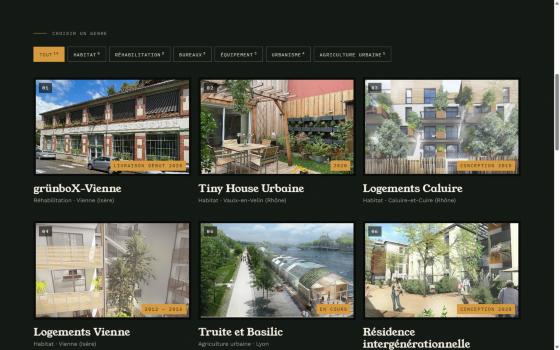 CHOISIR UN GENRE
TOUT HABITAT RÉHABILITATION BUREAUX ÉQUIPEMENT URBANISME AGRICULTURE URBAINE
01 02 03
LIVRAISON DÉBUT 2024 2020 CONCEPTION 2019
grünboX-Vienne Tiny House Urbaine Logements Caluire
Réhabilitation · Vienne (Isère) Habitat · Vaulx-en-Velin (Rhône) Habitat · Caluire-et-Cuire (Rhône)
04 05 06
2012 — 2016 EN COURS CONCEPTION 2020
Logements Vienne Truite et Basilic Résidence
intergénérationnelle
Habitat · Vienne (Isère) Agriculture urbaine · Lyon